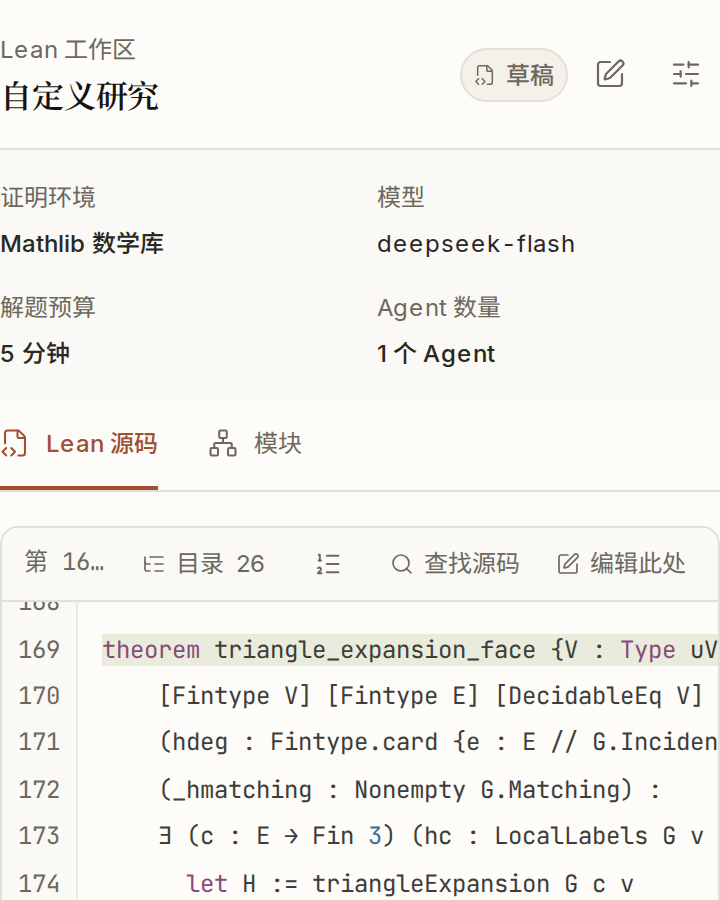 Lean 工作区
自定义研究
草稿
证明环境
模型
Mathlib 数学库
deepseek-flash
解题预算
Agent 数量
5 分钟
1 个 Agent
Lean 源码
模块
第 16…
目录 26
查找源码
编辑此处
168
169 theorem triangle_expansion_face {V : Type uV
170 [Fintype V] [Fintype E] [DecidableEq V]
171 (hdeg : Fintype.card {e : E // G.Inciden
172 (_hmatching : Nonempty G.Matching) :
173 ∃ (c : E → Fin 3) (hc : LocalLabels G v
174 let H := triangleExpansion G c v